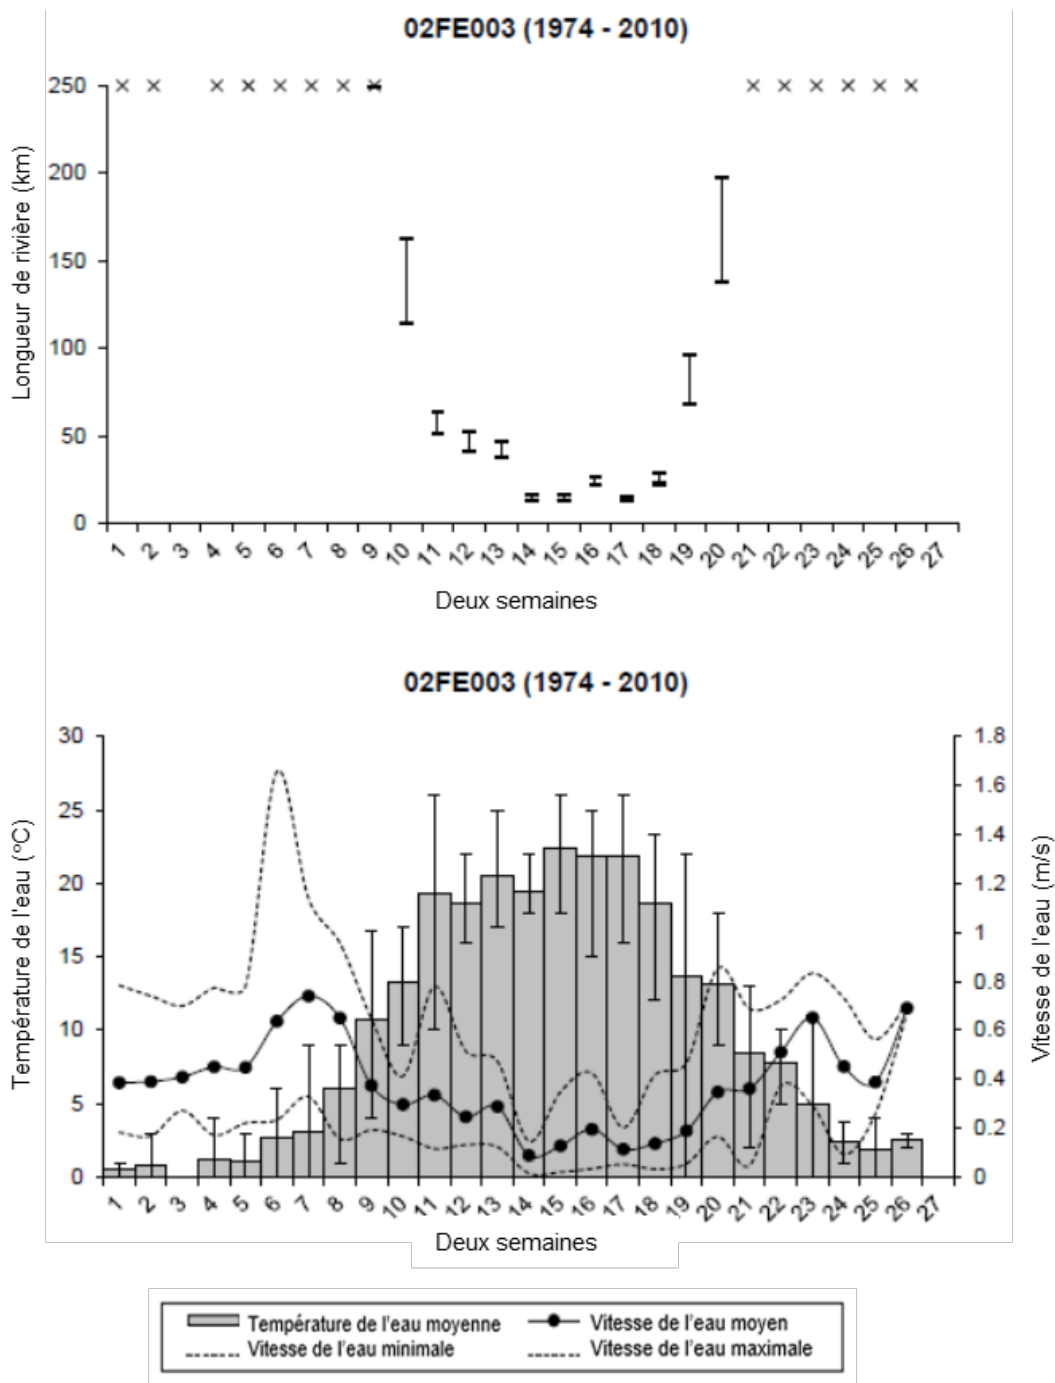 02FE003 (1974 - 2010)
250
200
150
100
50
0
Longueur de rivière (km)
1 2 3 4 5 6 7 8 9 10 11 12 13 14 15 16 17 18 19 20 21 22 23 24 25 26 27
Deux semaines
02FE003 (1974 - 2010)
30
25
20
15
10
5
0
Température de l'eau (°C)
1.8
1.6
1.4
1.2
1
0.8
0.6
0.4
0.2
0
Vitesse de l'eau (m/s)
1 2 3 4 5 6 7 8 9 10 11 12 13 14 15 16 17 18 19 20 21 22 23 24 25 26 27
Deux semaines
Température de l'eau moyenne
Vitesse de l'eau moyen
Vitesse de l'eau minimale
Vitesse de l'eau maximale